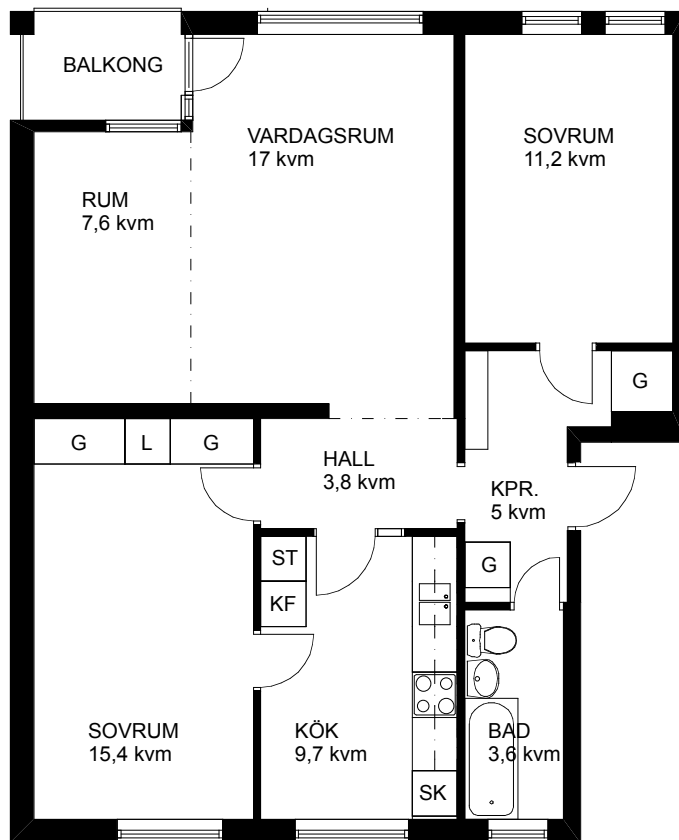 BALKONG
VARDAGSRUM
17 kvm
SOVRUM
11,2 kvm
RUM
7,6 kvm
G
G
L
G
HALL
3,8 kvm
KPR.
5 kvm
ST
G
KF
SOVRUM
15,4 kvm
KÖK
9,7 kvm
BAD
3,6 kvm
SK